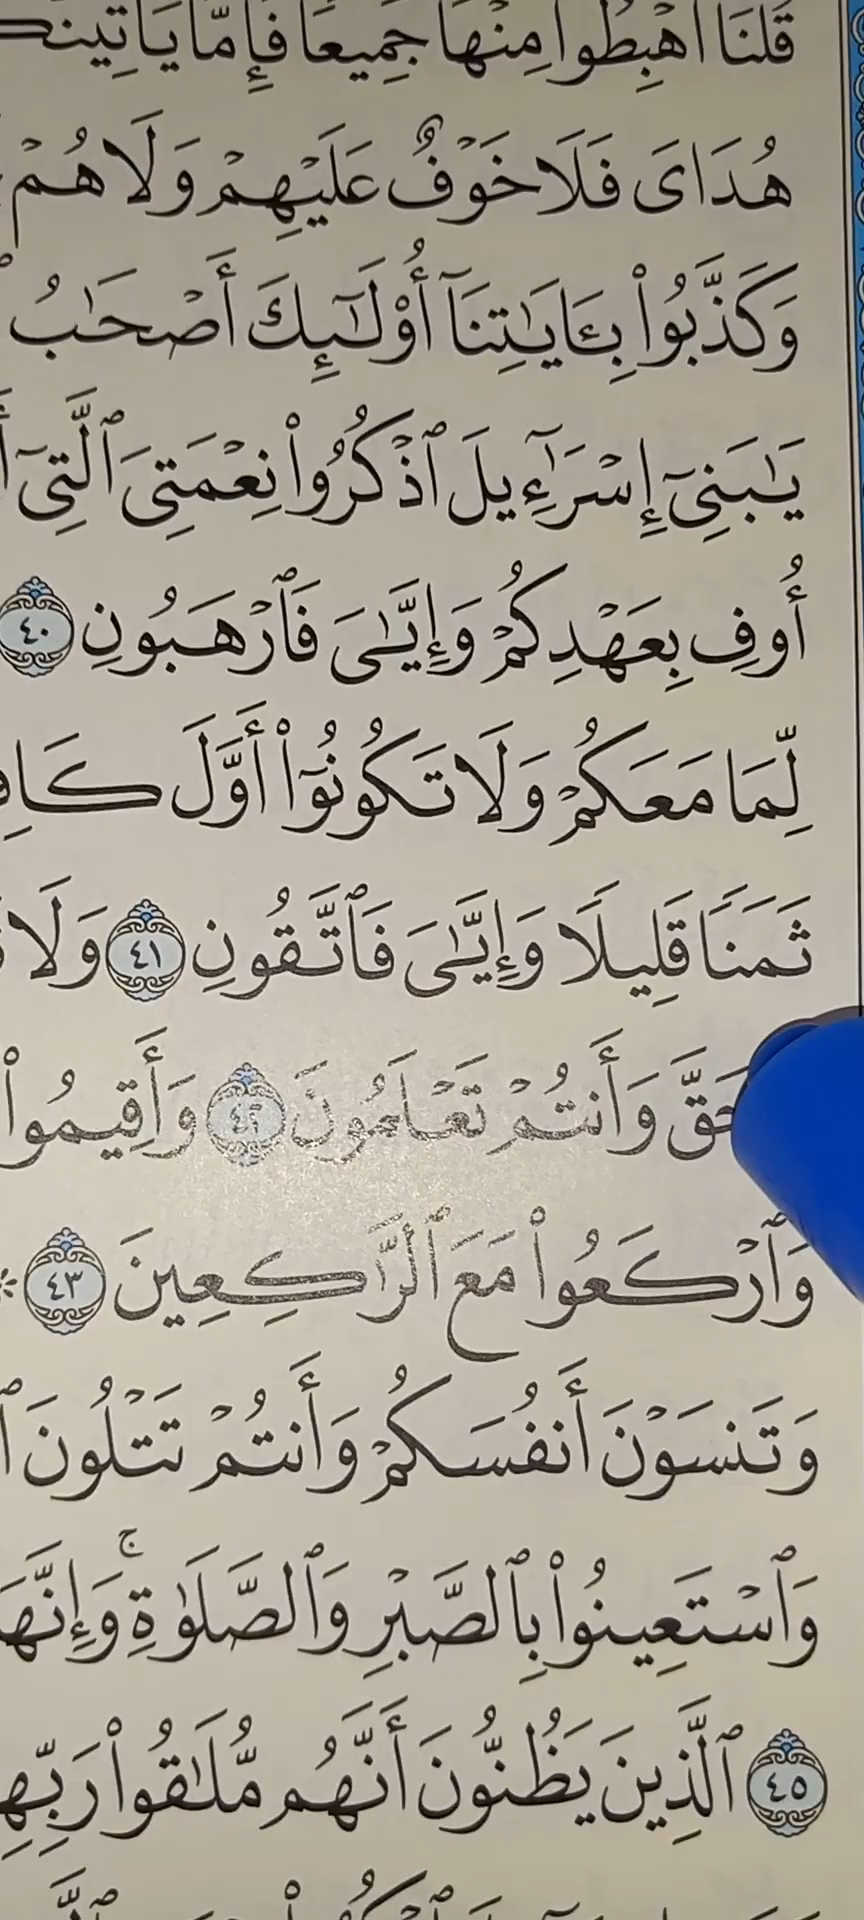 قُلْنَا ٱهْبِطُوا۟ مِنْهَا جَمِيعًا فَإِمَّا يَأْتِيَنَّكُ
هُدَاىَ فَلَا خَوْفٌ عَلَيْهِمْ وَلَا هُمْ
وَكَذَّبُوا۟ بِـَٔايَـٰتِنَآ أُو۟لَـٰٓئِكَ أَصْحَـٰبُ
يَـٰبَنِىٓ إِسْرَٰٓءِيلَ ٱذْكُرُوا۟ نِعْمَتِىَ ٱلَّتِىٓ
أُوفِ بِعَهْدِكُمْ وَإِيَّـٰىَ فَٱرْهَبُونِ ٤٠
لِّمَا مَعَكُمْ وَلَا تَكُونُوٓا۟ أَوَّلَ كَافِ
ثَمَنًا قَلِيلًا وَإِيَّـٰىَ فَٱتَّقُونِ ٤١ وَلَا
حَقَّ وَأَنتُمْ تَعْلَمُونَ ٤٢ وَأَقِيمُوا۟
وَٱرْكَعُوا۟ مَعَ ٱلرَّٰكِعِينَ ٤٣
وَتَنسَوْنَ أَنفُسَكُمْ وَأَنتُمْ تَتْلُونَ
وَٱسْتَعِينُوا۟ بِٱلصَّبْرِ وَٱلصَّلَوٰةِ ۚ وَإِنَّهَا
٤٥ ٱلَّذِينَ يَظُنُّونَ أَنَّهُم مُّلَـٰقُوا۟ رَبِّهِ